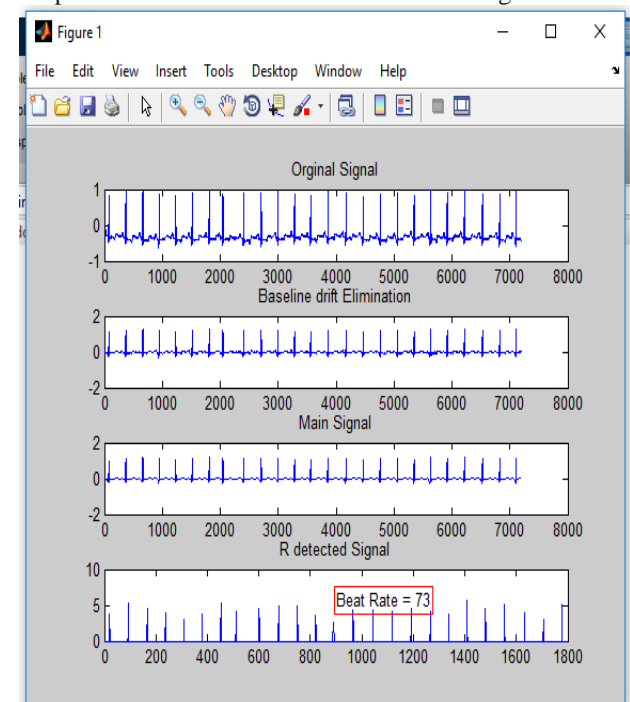 Figure 1
File Edit View Insert Tools Desktop Window Help
Orginal Signal
1
0
-1
0 1000 2000 3000 4000 5000 6000 7000 8000
Baseline drift Elimination
2
0
-2
0 1000 2000 3000 4000 5000 6000 7000 8000
Main Signal
2
0
-2
0 1000 2000 3000 4000 5000 6000 7000 8000
R detected Signal
10
5
0
Beat Rate = 73
0 200 400 600 800 1000 1200 1400 1600 1800